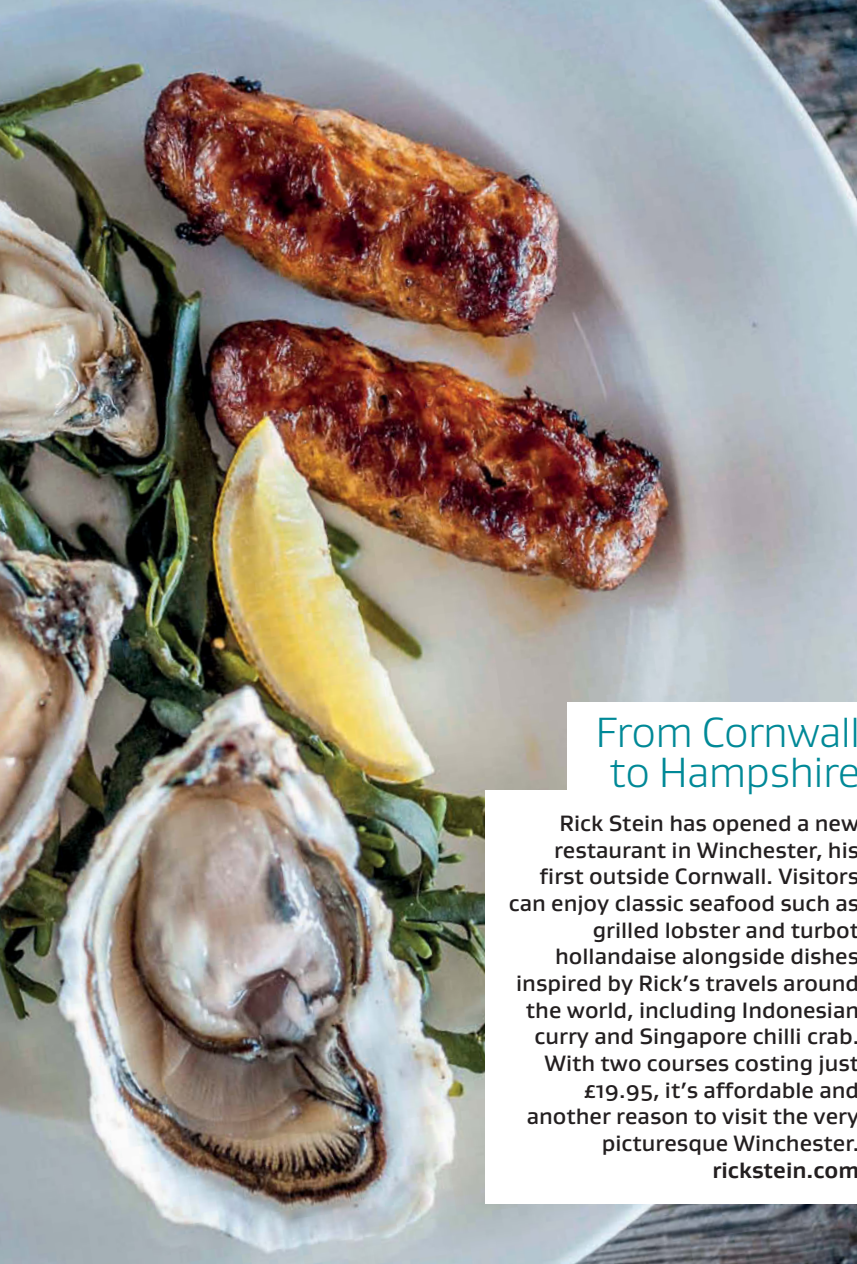 From Cornwall
to Hampshire
Rick Stein has opened a new
restaurant in Winchester, his
first outside Cornwall. Visitors
can enjoy classic seafood such as
grilled lobster and turbot
hollandaise alongside dishes
inspired by Rick’s travels around
the world, including Indonesian
curry and Singapore chilli crab.
With two courses costing just
£19.95, it’s affordable and
another reason to visit the very
picturesque Winchester.
rickstein.com